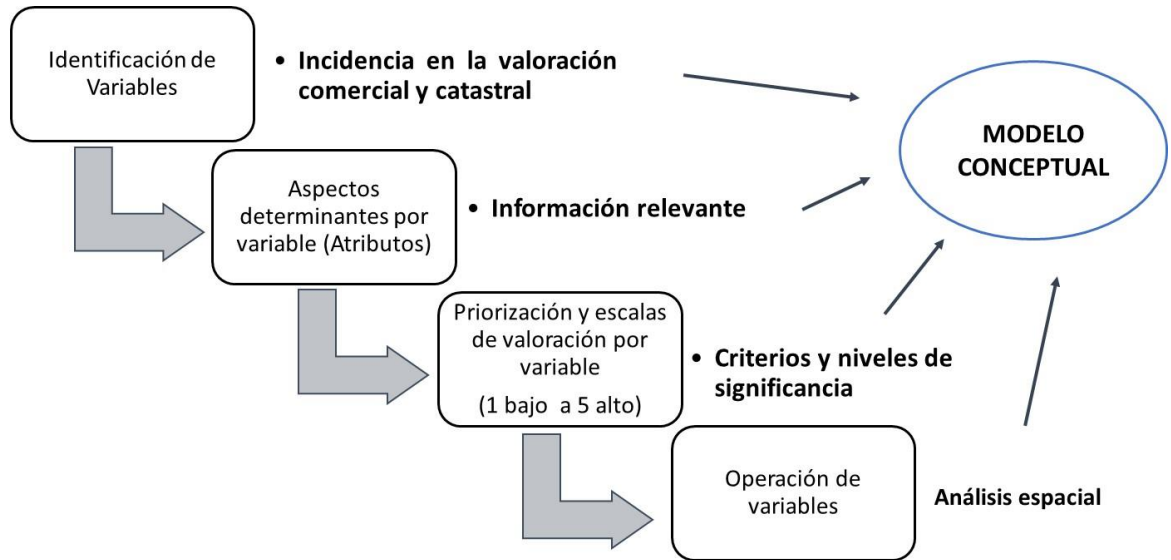 Identificación de
Variables
• Incidencia en la valoración
comercial y catastral
MODELO
CONCEPTUAL
Aspectos
determinantes por
variable (Atributos)
• Información relevante
Priorización y escalas
de valoración por
variable
(1 bajo a 5 alto)
• Criterios y niveles de
significancia
Operación de
variables
Análisis espacial